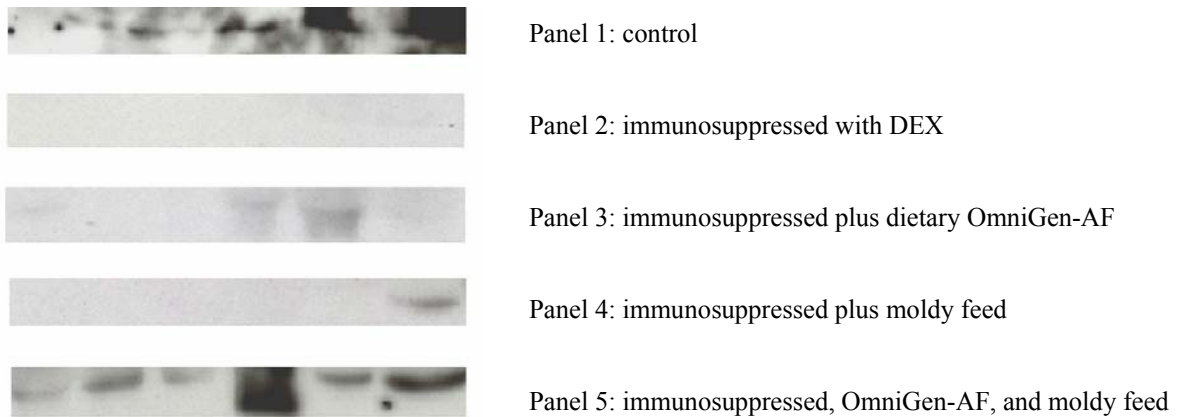 Panel 1: control
Panel 2: immunosuppressed with DEX
Panel 3: immunosuppressed plus dietary OmniGen-AF
Panel 4: immunosuppressed plus moldy feed
Panel 5: immunosuppressed, OmniGen-AF, and moldy feed